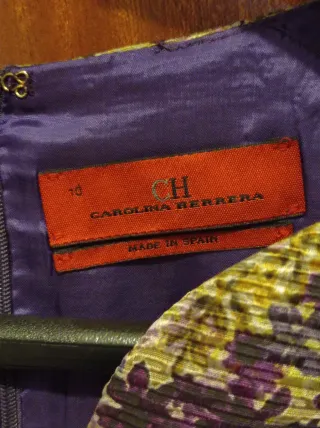 10
CH
CAROLINA HERRERA
MADE IN SPAIN